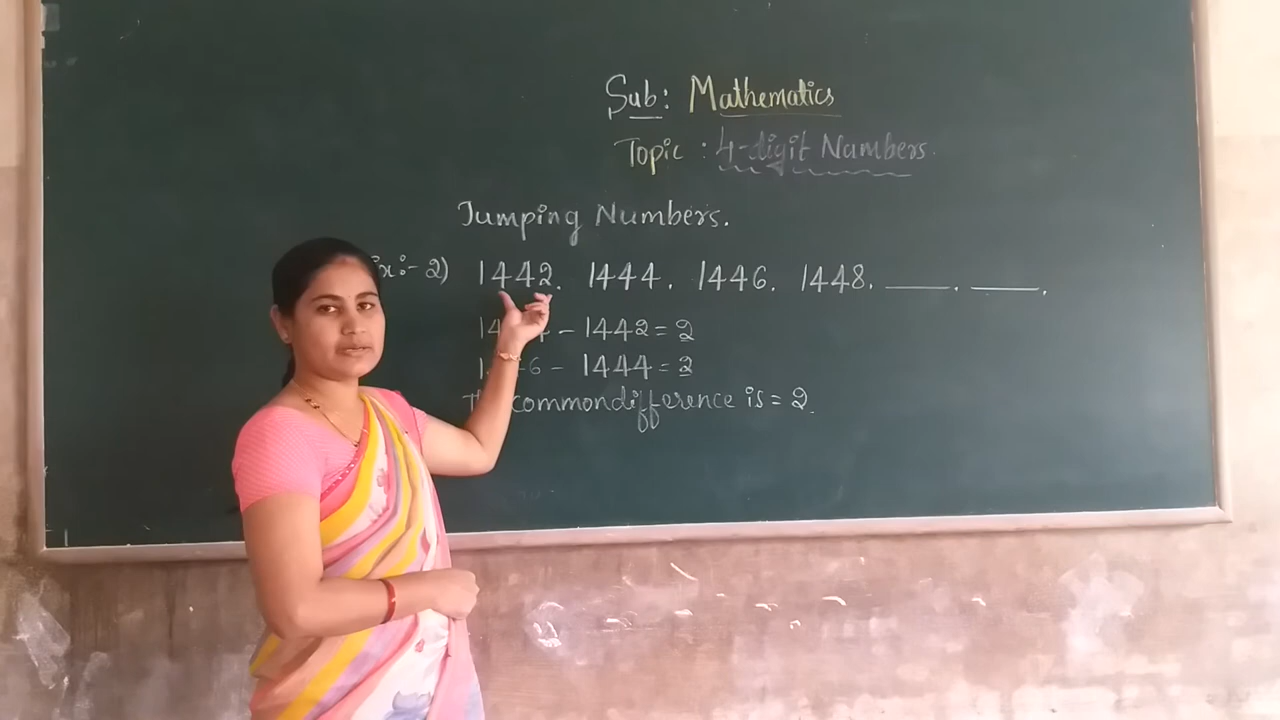 Sub: Mathematics
Topic : 4-digit Numbers.
Jumping Numbers.
2) 1442. 1444. 1446. 1448. ____. ____.
– 1442 = 2
– 1444 = 2
commondifference is = 2.